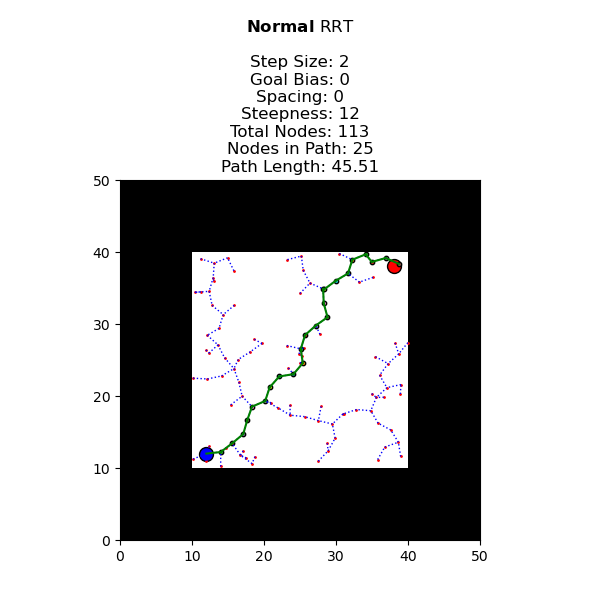 Normal RRT
Step Size: 2
Goal Bias: 0
Spacing: 0
Steepness: 12
Total Nodes: 113
Nodes in Path: 25
Path Length: 45.51
50
40
30
20
10
0
0 10 20 30 40 50